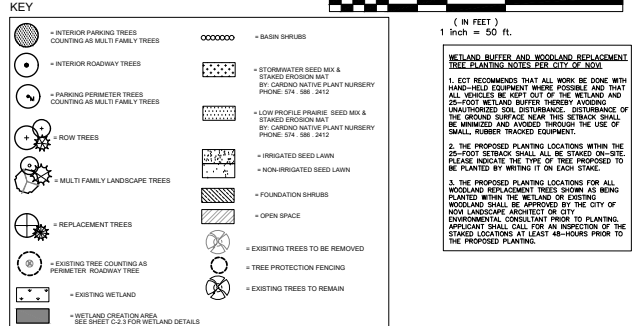 KEY
= INTERIOR PARKING TREES
COUNTING AS MULTI FAMILY TREES
= INTERIOR ROADWAY TREES
= PARKING PERIMETER TREES
COUNTING AS MULTI FAMILY TREES
= ROW TREES
= MULTI FAMILY LANDSCAPE TREES
= REPLACEMENT TREES
= EXISTING TREE COUNTING AS
PERIMETER ROADWAY TREE
= EXISTING WETLAND
= WETLAND CREATION AREA
SEE SHEET C-2.3 FOR WETLAND DETAILS
= BASIN SHRUBS
= STORMWATER SEED MIX &
STAKED EROSION MAT
BY: CARDNO NATIVE PLANT NURSERY
PHONE: 574 . 586 . 2412
= LOW PROFILE PRAIRIE SEED MIX &
STAKED EROSION MAT
BY: CARDNO NATIVE PLANT NURSERY
PHONE: 574 . 586 . 2412
= IRRIGATED SEED LAWN
= NON-IRRIGATED SEED LAWN
= FOUNDATION SHRUBS
= OPEN SPACE
= EXISITING TREES TO BE REMOVED
= TREE PROTECTION FENCING
= EXISTING TREES TO REMAIN
( IN FEET )
1 inch = 50 ft.
WETLAND BUFFER AND WOODLAND REPLACEMENT
TREE PLANTING NOTES PER CITY OF NOVI
1. ECT RECOMMENDS THAT ALL WORK BE DONE WITH
HAND-HELD EQUIPMENT WHERE POSSIBLE AND THAT
ALL VEHICLES BE KEPT OUT OF THE WETLAND AND
25-FOOT WETLAND BUFFER THEREBY AVOIDING
UNAUTHORIZED SOIL DISTURBANCE. DISTURBANCE OF
THE GROUND SURFACE NEAR THIS SETBACK SHALL
BE MINIMIZED AND AVOIDED THROUGH THE USE OF
SMALL, RUBBER TRACKED EQUIPMENT.
2. THE PROPOSED PLANTING LOCATIONS WITHIN THE
25-FOOT SETBACK SHALL ALL BE STAKED ON-SITE.
PLEASE INDICATE THE TYPE OF TREE PROPOSED TO
BE PLANTED BY WRITING IT ON EACH STAKE.
3. THE PROPOSED PLANTING LOCATIONS FOR ALL
WOODLAND REPLACEMENT TREES SHOWN AS BEING
PLANTED WITHIN THE WETLAND OR EXISTING
WOODLAND SHALL BE APPROVED BY THE CITY OF
NOVI LANDSCAPE ARCHITECT OR CITY
ENVIRONMENTAL CONSULTANT PRIOR TO PLANTING.
APPLICANT SHALL CALL FOR AN INSPECTION OF THE
STAKED LOCATIONS AT LEAST 48-HOURS PRIOR TO
THE PROPOSED PLANTING.